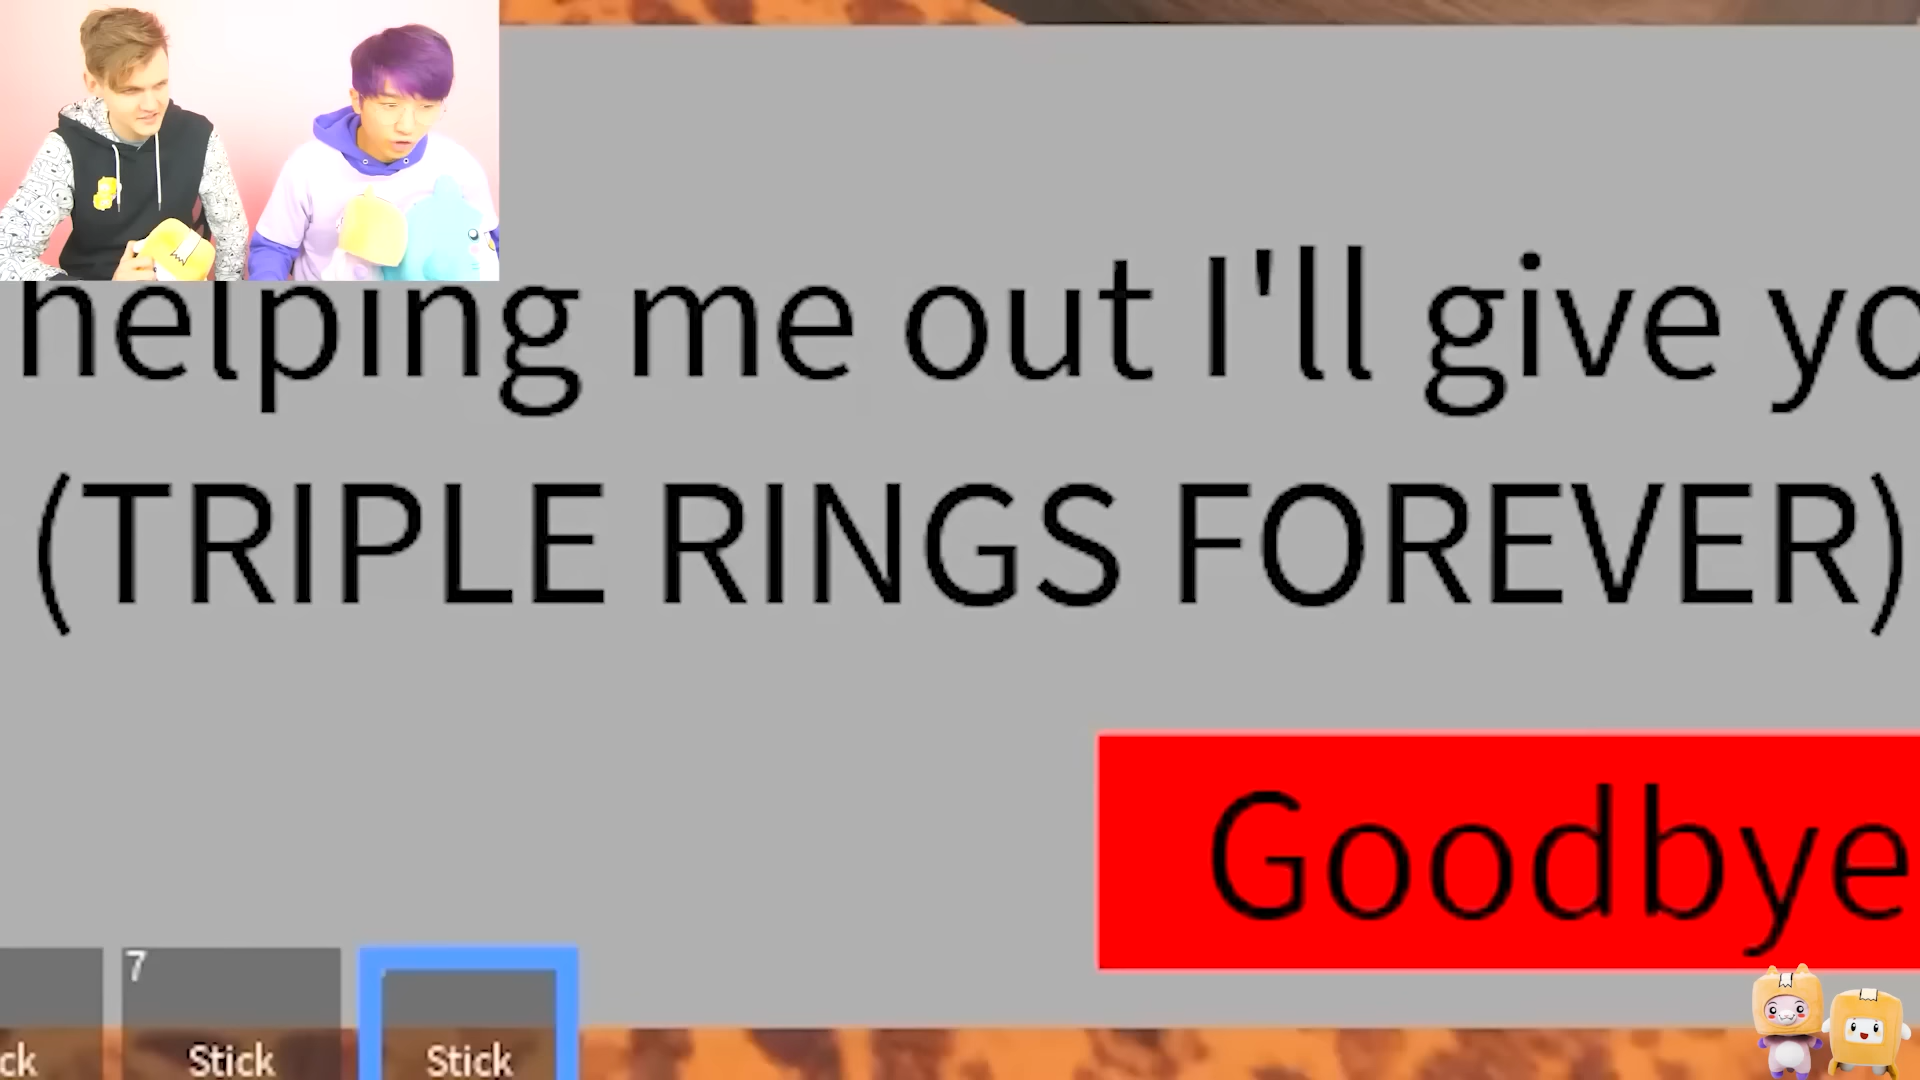 helping me out I'll give yo
(TRIPLE RINGS FOREVER)
Goodbye
7
ck
Stick
Stick